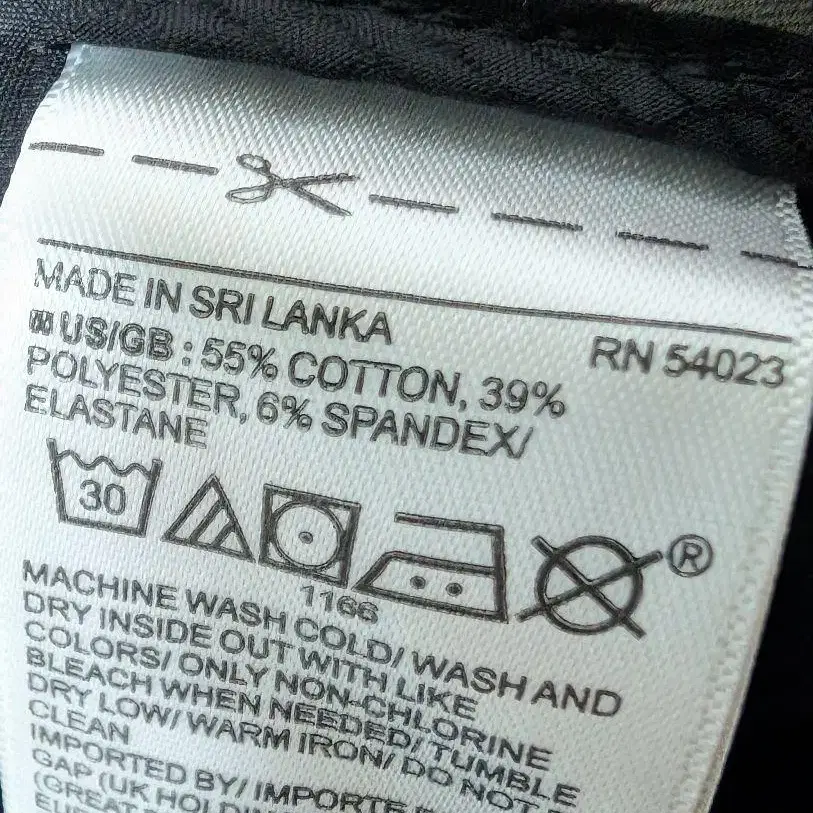 MADE IN SRI LANKA
RN 54023
US/GB : 55% COTTON, 39%
POLYESTER, 6% SPANDEX/
ELASTANE
30
®
1166
MACHINE WASH COLD/ WASH AND
DRY INSIDE OUT WITH LIKE
COLORS/ ONLY NON-CHLORINE
BLEACH WHEN NEEDED/ TUMBLE
DRY LOW/ WARM IRON/ DO NOT
CLEAN
IMPORTED BY/
GAP (UK
(GREAT